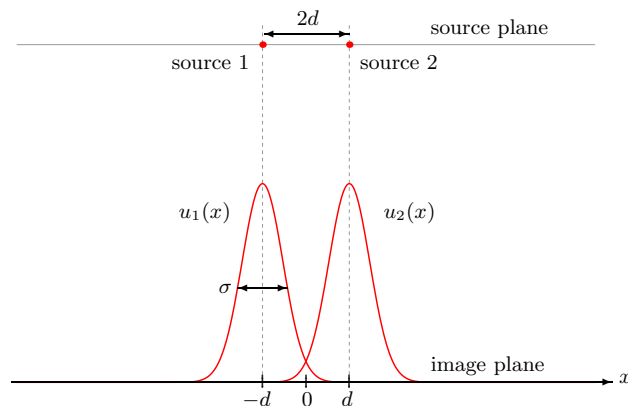 2d
source plane
source 1
source 2
u₁(x)
u₂(x)
σ
image plane
x
−d
0
d